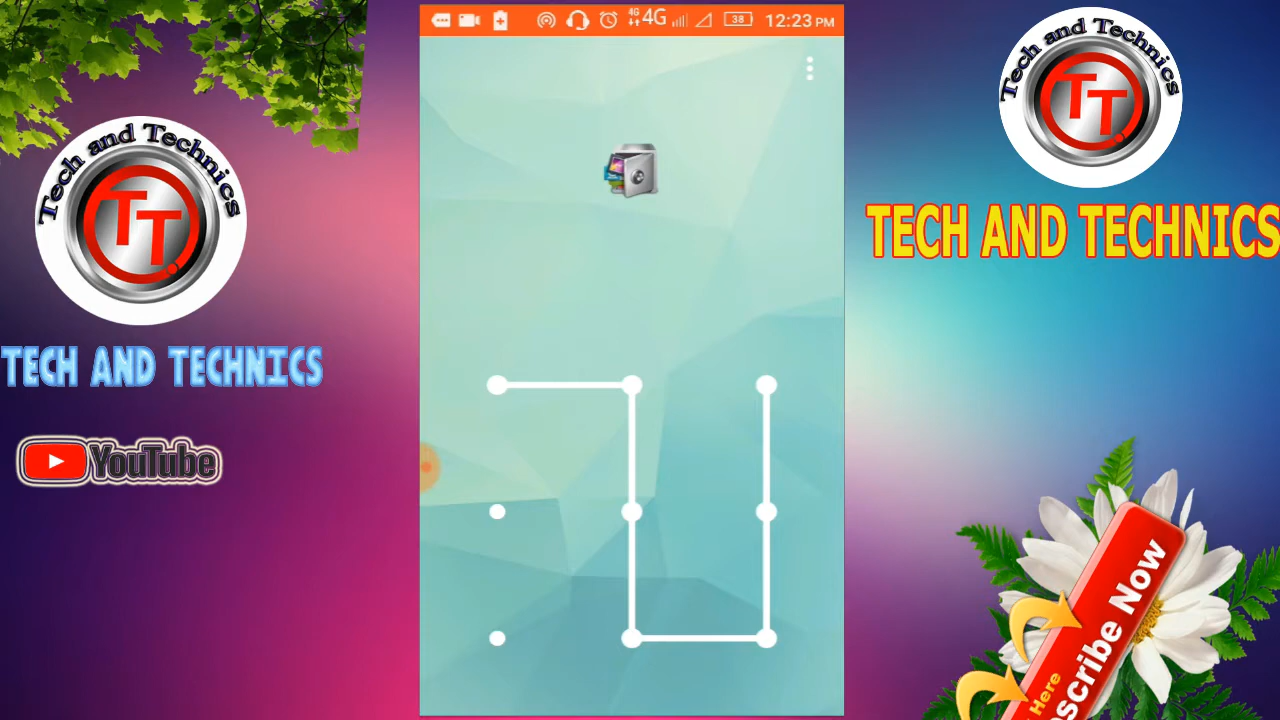 4G 4G 38 12:23 PM
Tech and Technics
TT
TECH AND TECHNICS
YouTube
Tech and Technics
TT
TECH AND TECHNICS
Here
scribe Now